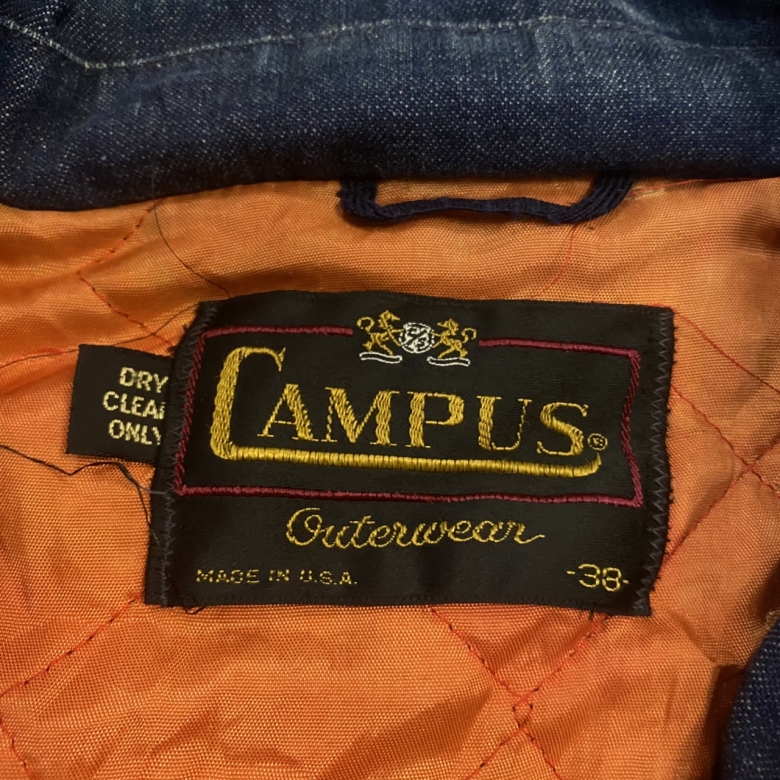 DRY
CLEAN
ONLY
CAMPUS®
Outerwear
MADE IN U.S.A.
-38-